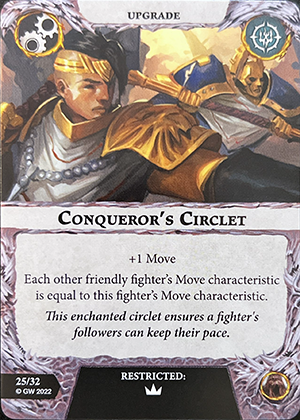 UPGRADE
CONQUEROR'S CIRCLET
+1 Move
Each other friendly fighter's Move characteristic
is equal to this fighter's Move characteristic.
This enchanted circlet ensures a fighter's
followers can keep their pace.
25/32
© GW 2022
RESTRICTED: